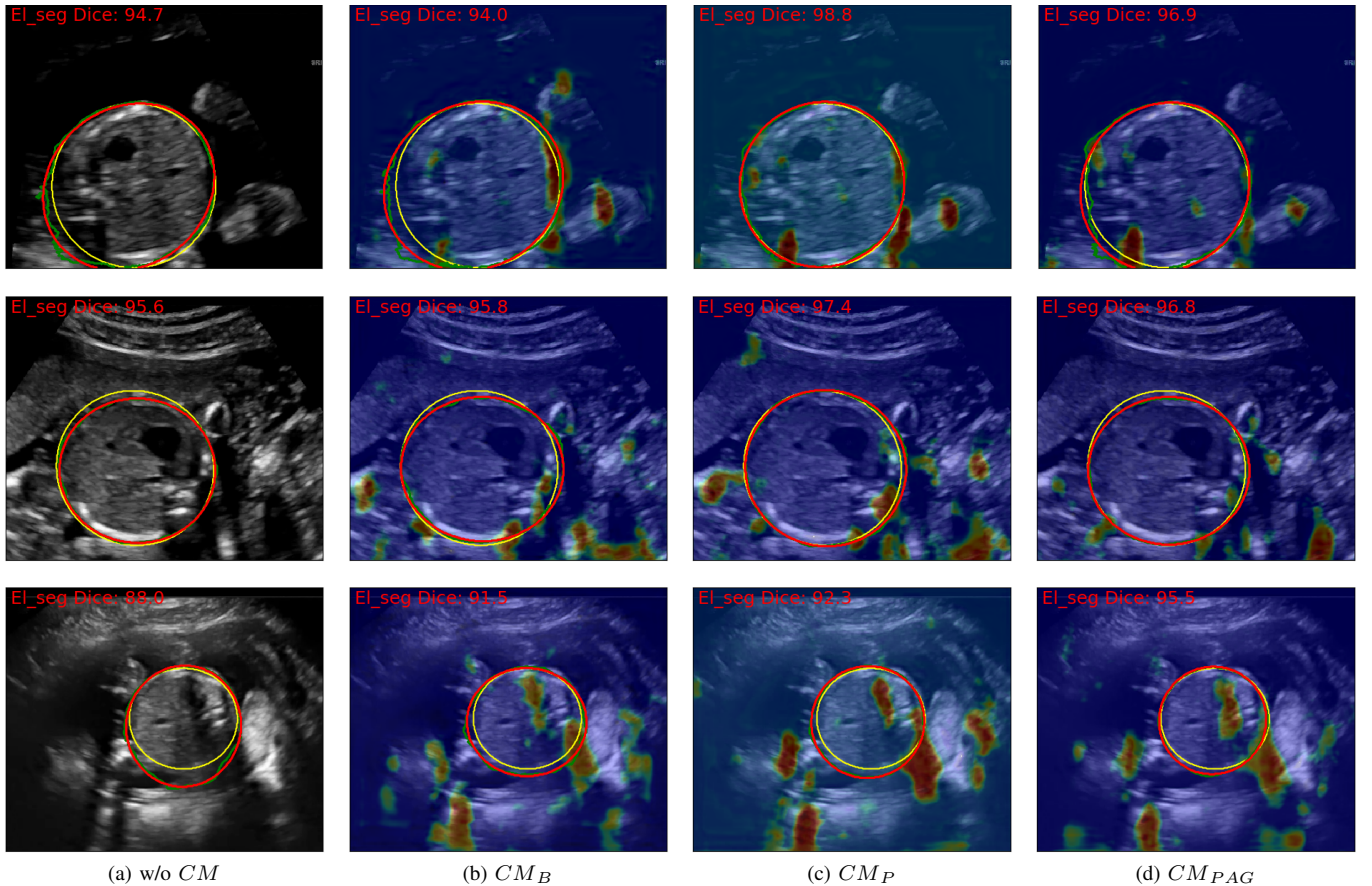 El_seg Dice: 94.7 El_seg Dice: 94.0 El_seg Dice: 98.8 El_seg Dice: 96.9
El_seg Dice: 95.6 El_seg Dice: 95.8 El_seg Dice: 97.4 El_seg Dice: 96.8
El_seg Dice: 88.0 El_seg Dice: 91.5 El_seg Dice: 92.3 El_seg Dice: 95.5
(a) w/o CM (b) CM_B (c) CM_P (d) CM_{PAG}